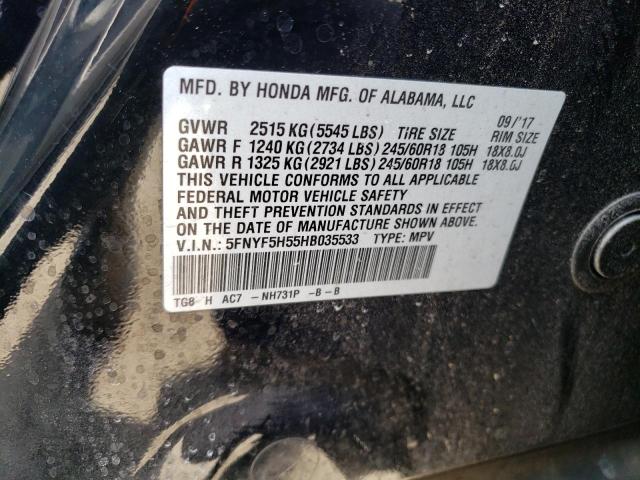 MFD. BY HONDA MFG. OF ALABAMA, LLC
09/'17
GVWR 2515 KG (5545 LBS) TIRE SIZE RIM SIZE
GAWR F 1240 KG (2734 LBS) 245/60R18 105H 18X8.0J
GAWR R 1325 KG (2921 LBS) 245/60R18 105H 18X8.0J
THIS VEHICLE CONFORMS TO ALL APPLICABLE
FEDERAL MOTOR VEHICLE SAFETY
AND THEFT PREVENTION STANDARDS IN EFFECT
ON THE DATE OF MANUFACTURE SHOWN ABOVE.
V.I.N.: 5FNYF5H55HB035533 TYPE: MPV
TG8- H AC7 - NH731P -B-B